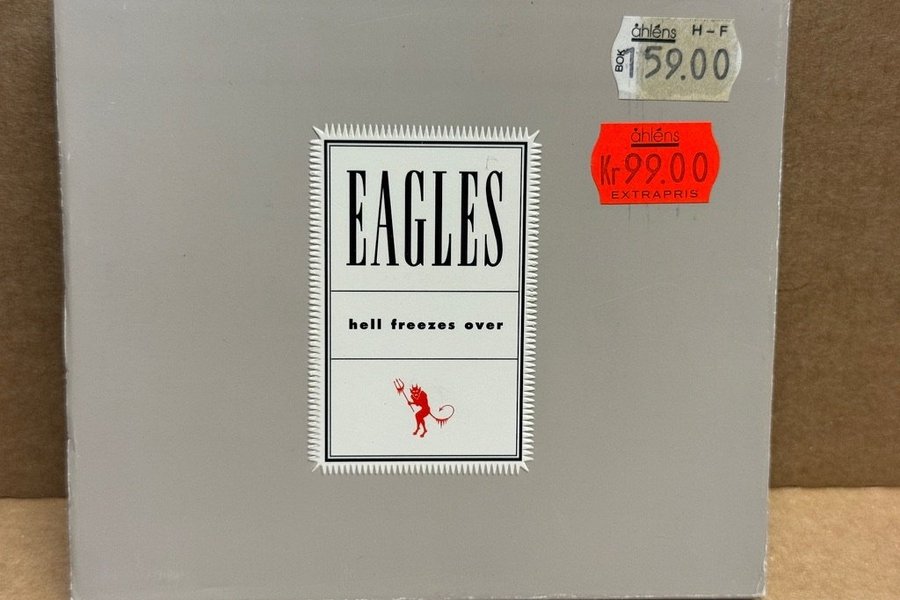 åhléns H-F
BOK
159.00
åhléns
Kr 99.00
EXTRAPRIS
EAGLES
hell freezes over